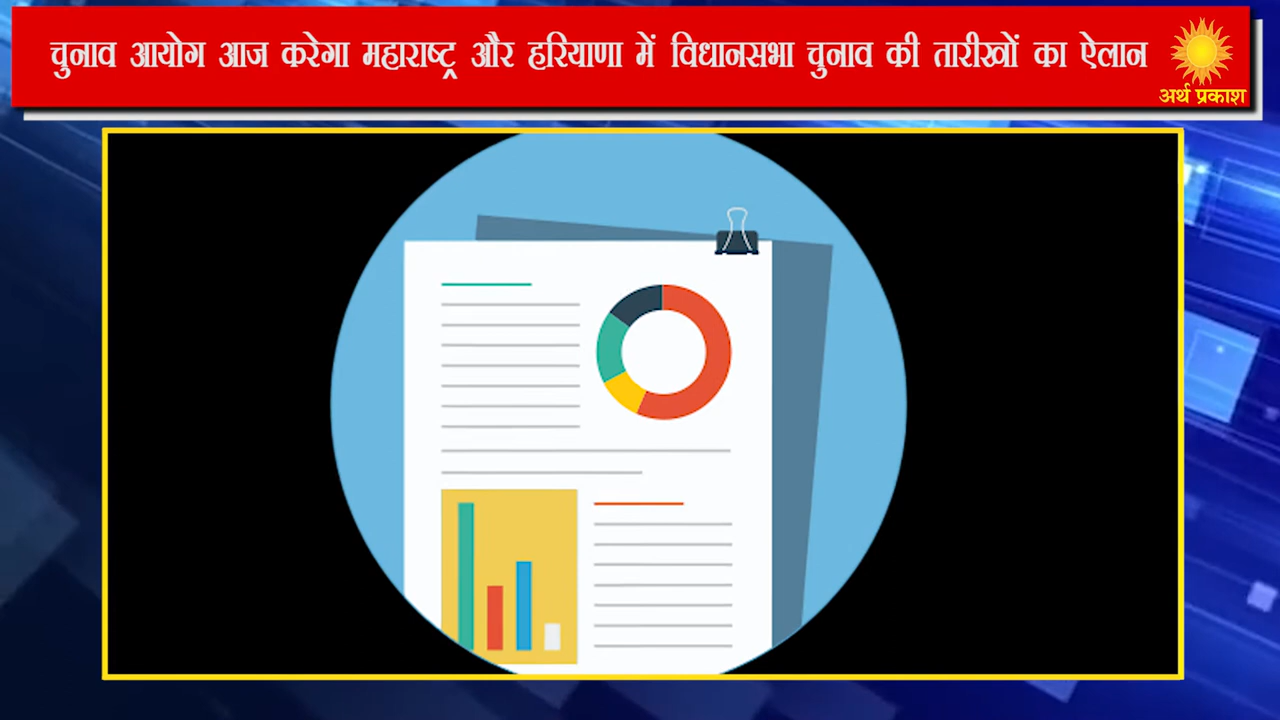 चुनाव आयोग आज करेगा महाराष्ट्र और हरियाणा में विधानसभा चुनाव की तारीखों का ऐलान
अर्थ प्रकाश